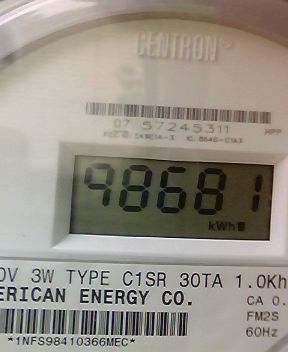 CENTRON®
07 57245311
HPP
98681
kWh
0V 3W TYPE C1SR 30TA 1.0Kh
ERICAN ENERGY CO.
CA 0.
FM2S
60Hz
*1NFS98410366MEC*